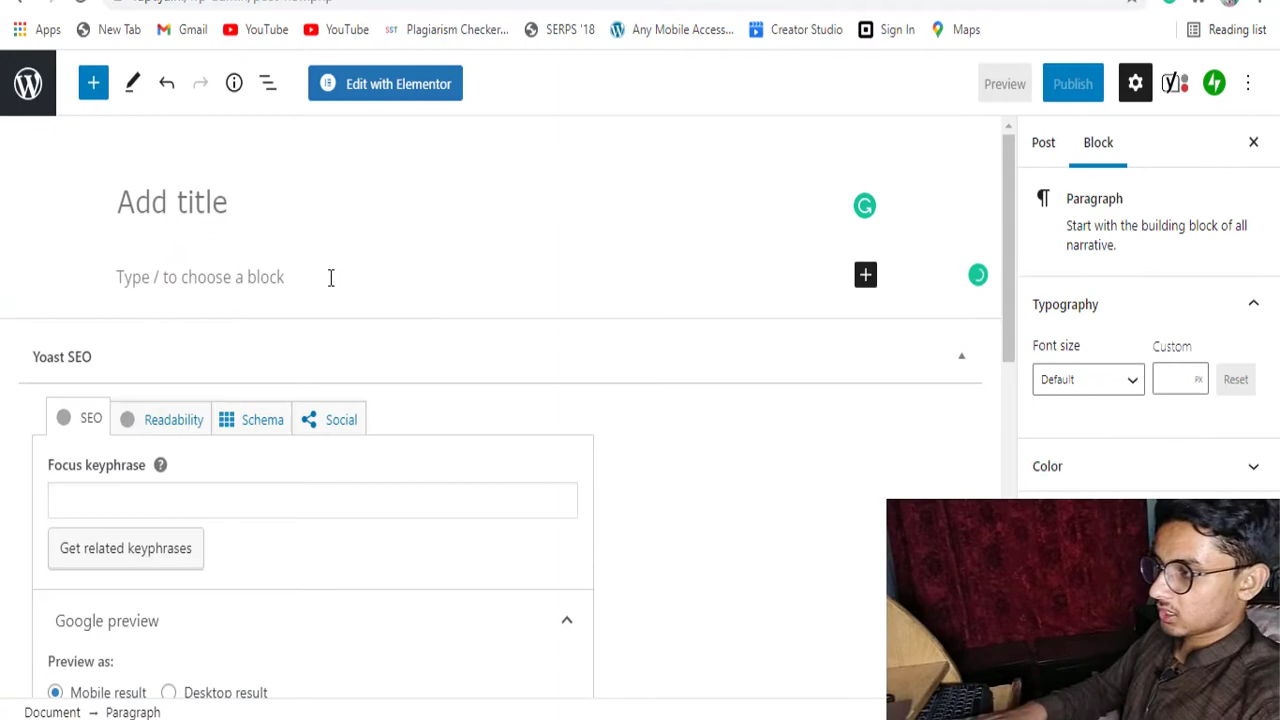 Apps New Tab Gmail YouTube YouTube SST Plagiarism Checker... SERPS '18 Any Mobile Access... Creator Studio Sign In Maps Reading list
Edit with Elementor Preview Publish
Post Block
Add title
Paragraph
Start with the building block of all
narrative.
Type / to choose a block
Typography
Font size Custom
Default PX Reset
Yoast SEO
SEO Readability Schema Social
Color
Focus keyphrase ?
Get related keyphrases
Google preview
Preview as:
Mobile result Desktop result
Document → Paragraph